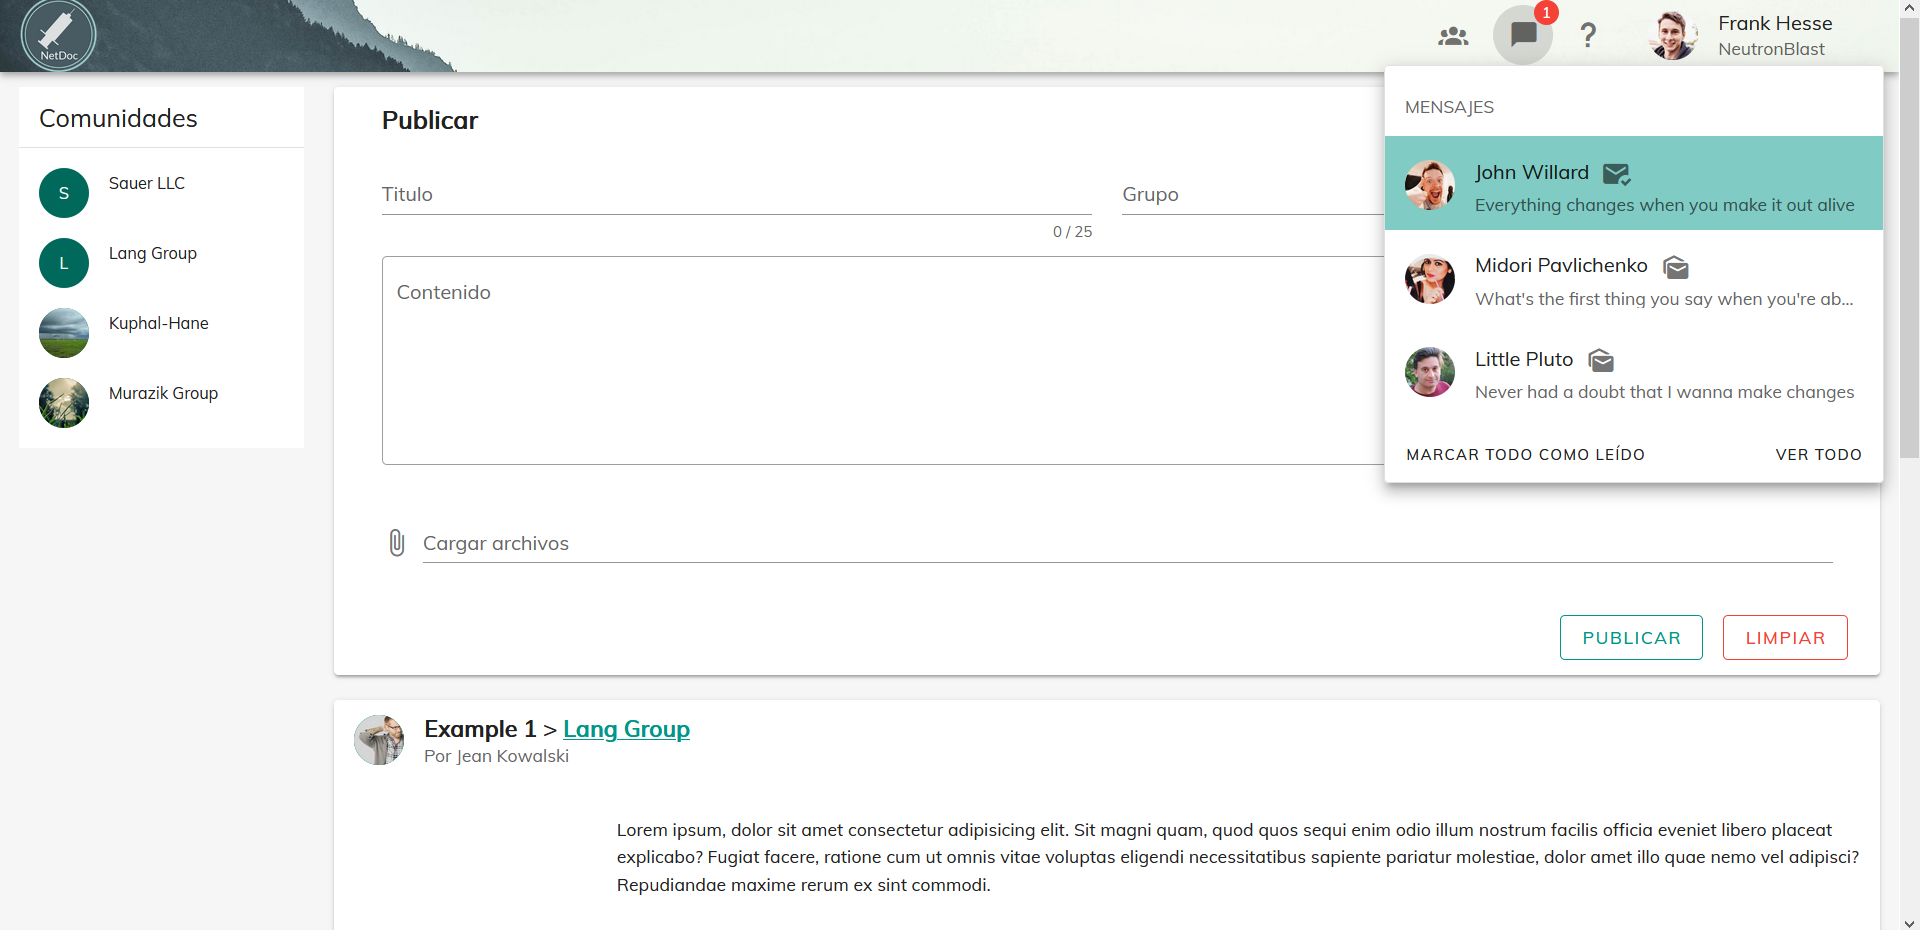 NetDoc
1
?
Frank Hesse
NeutronBlast
Comunidades
S
Sauer LLC
L
Lang Group
Kuphal-Hane
Murazik Group
Publicar
Titulo
0 / 25
Grupo
Contenido
Cargar archivos
PUBLICAR
LIMPIAR
MENSAJES
John Willard
Everything changes when you make it out alive
Midori Pavlichenko
What's the first thing you say when you're ab...
Little Pluto
Never had a doubt that I wanna make changes
MARCAR TODO COMO LEÍDO
VER TODO
Example 1 > Lang Group
Por Jean Kowalski
Lorem ipsum, dolor sit amet consectetur adipisicing elit. Sit magni quam, quod quos sequi enim odio illum nostrum facilis officia eveniet libero placeat
explicabo? Fugiat facere, ratione cum ut omnis vitae voluptas eligendi necessitatibus sapiente pariatur molestiae, dolor amet illo quae nemo vel adipisci?
Repudiandae maxime rerum ex sint commodi.